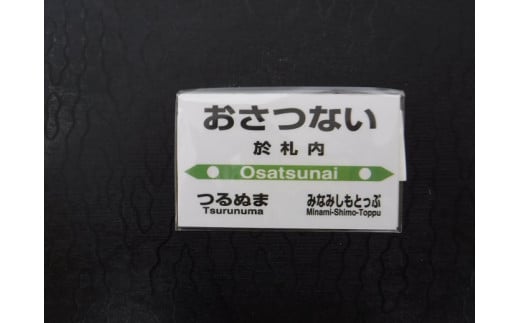 おさつない
於札内
Osatsunai
つるぬま みなみしもとっぷ
Tsurunuma Minami-Shimo-Toppu